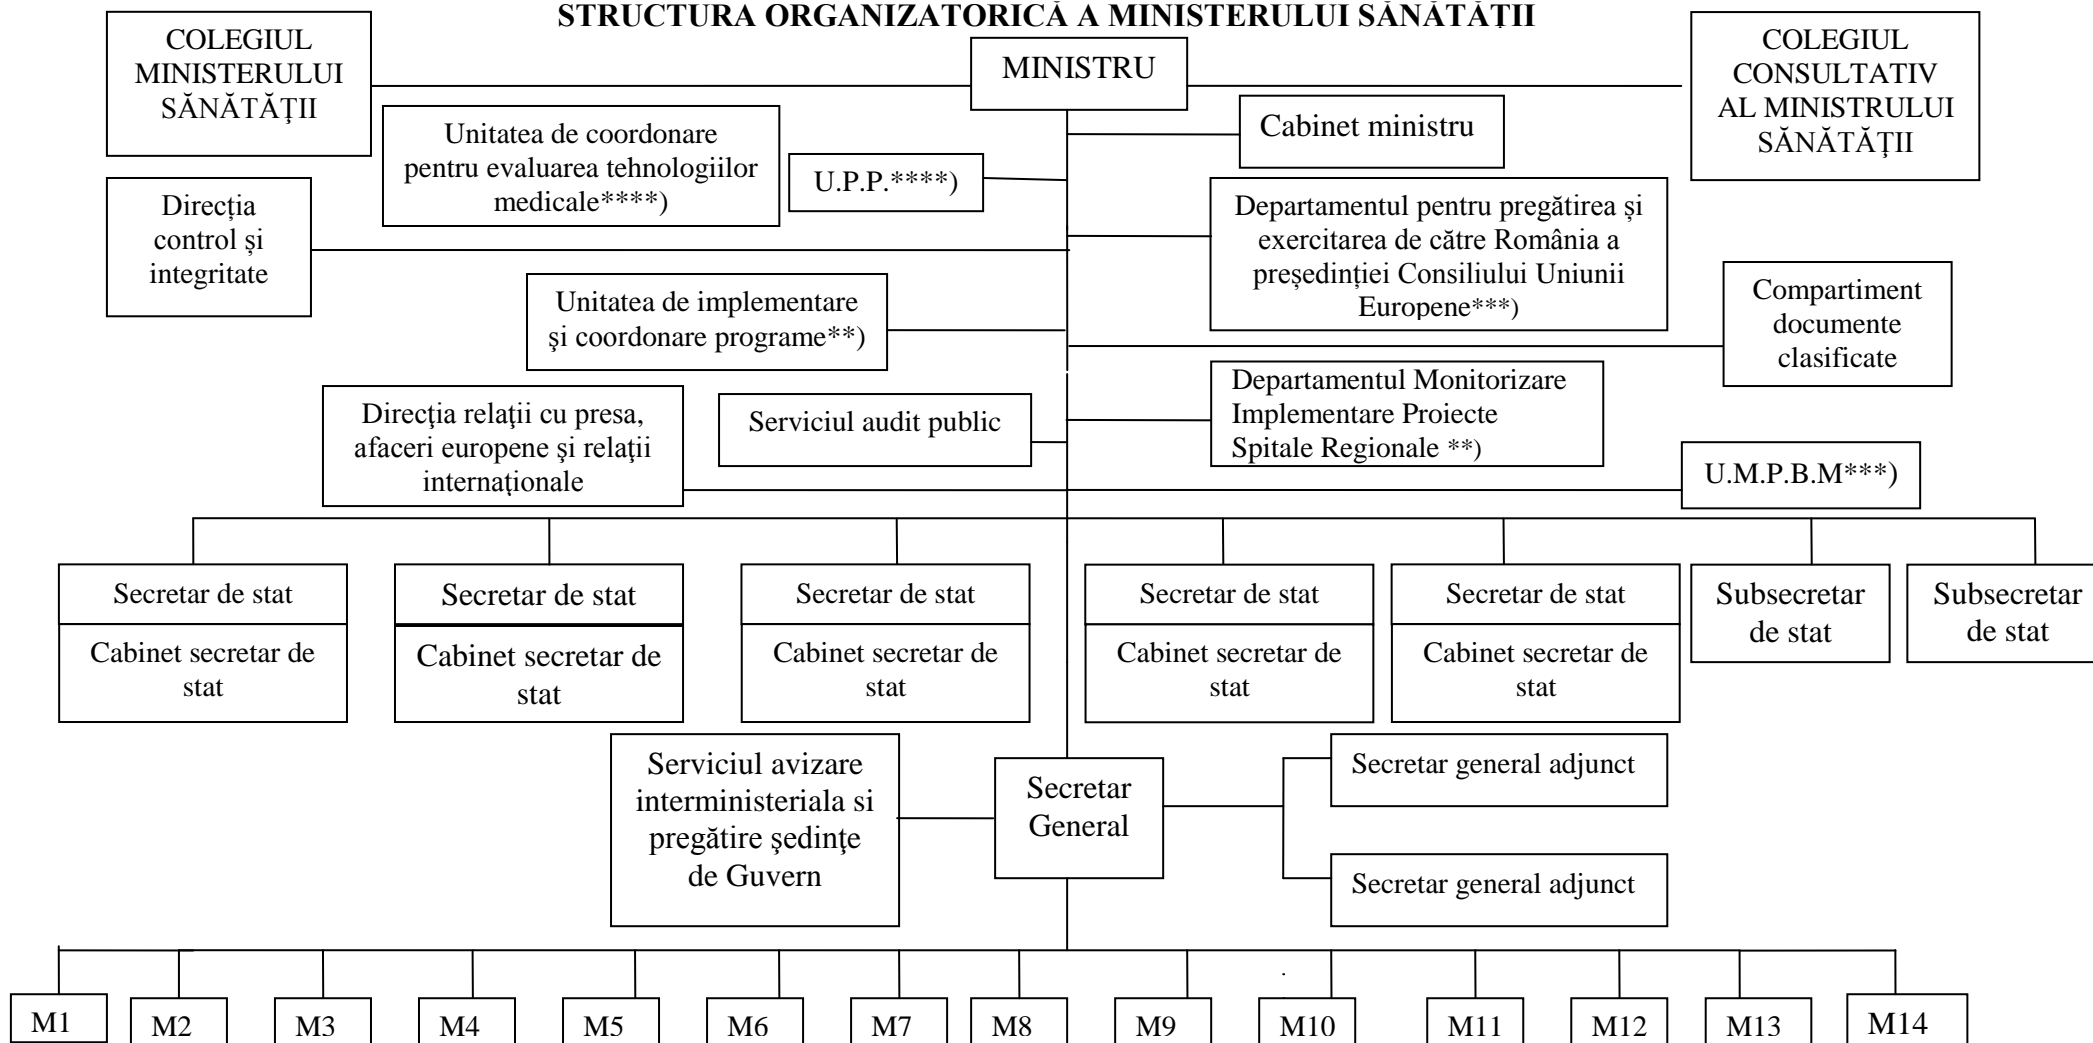 STRUCTURA ORGANIZATORICĂ A MINISTERULUI SĂNĂTĂŢII
COLEGIUL
MINISTERULUI
SĂNĂTĂŢII
MINISTRU
COLEGIUL
CONSULTATIV
AL MINISTRULUI
SĂNĂTĂŢII
Unitatea de coordonare
pentru evaluarea tehnologiilor
medicale****)
U.P.P.****)
Cabinet ministru
Direcția
control și
integritate
Departamentul pentru pregătirea și
exercitarea de către România a
președinției Consiliului Uniunii
Europene***)
Unitatea de implementare
şi coordonare programe**)
Compartiment
documente
clasificate
Direcţia relaţii cu presa,
afaceri europene şi relaţii
internaţionale
Serviciul audit public
Departamentul Monitorizare
Implementare Proiecte
Spitale Regionale **)
U.M.P.B.M***)
Secretar de stat
Cabinet secretar de
stat
Secretar de stat
Cabinet secretar de
stat
Secretar de stat
Cabinet secretar de
stat
Secretar de stat
Cabinet secretar de
stat
Secretar de stat
Cabinet secretar de
stat
Subsecretar
de stat
Subsecretar
de stat
Serviciul avizare
interministeriala si
pregătire şedinţe
de Guvern
Secretar
General
Secretar general adjunct
Secretar general adjunct
M1
M2
M3
M4
M5
M6
M7
M8
M9
M10
M11
M12
M13
M14